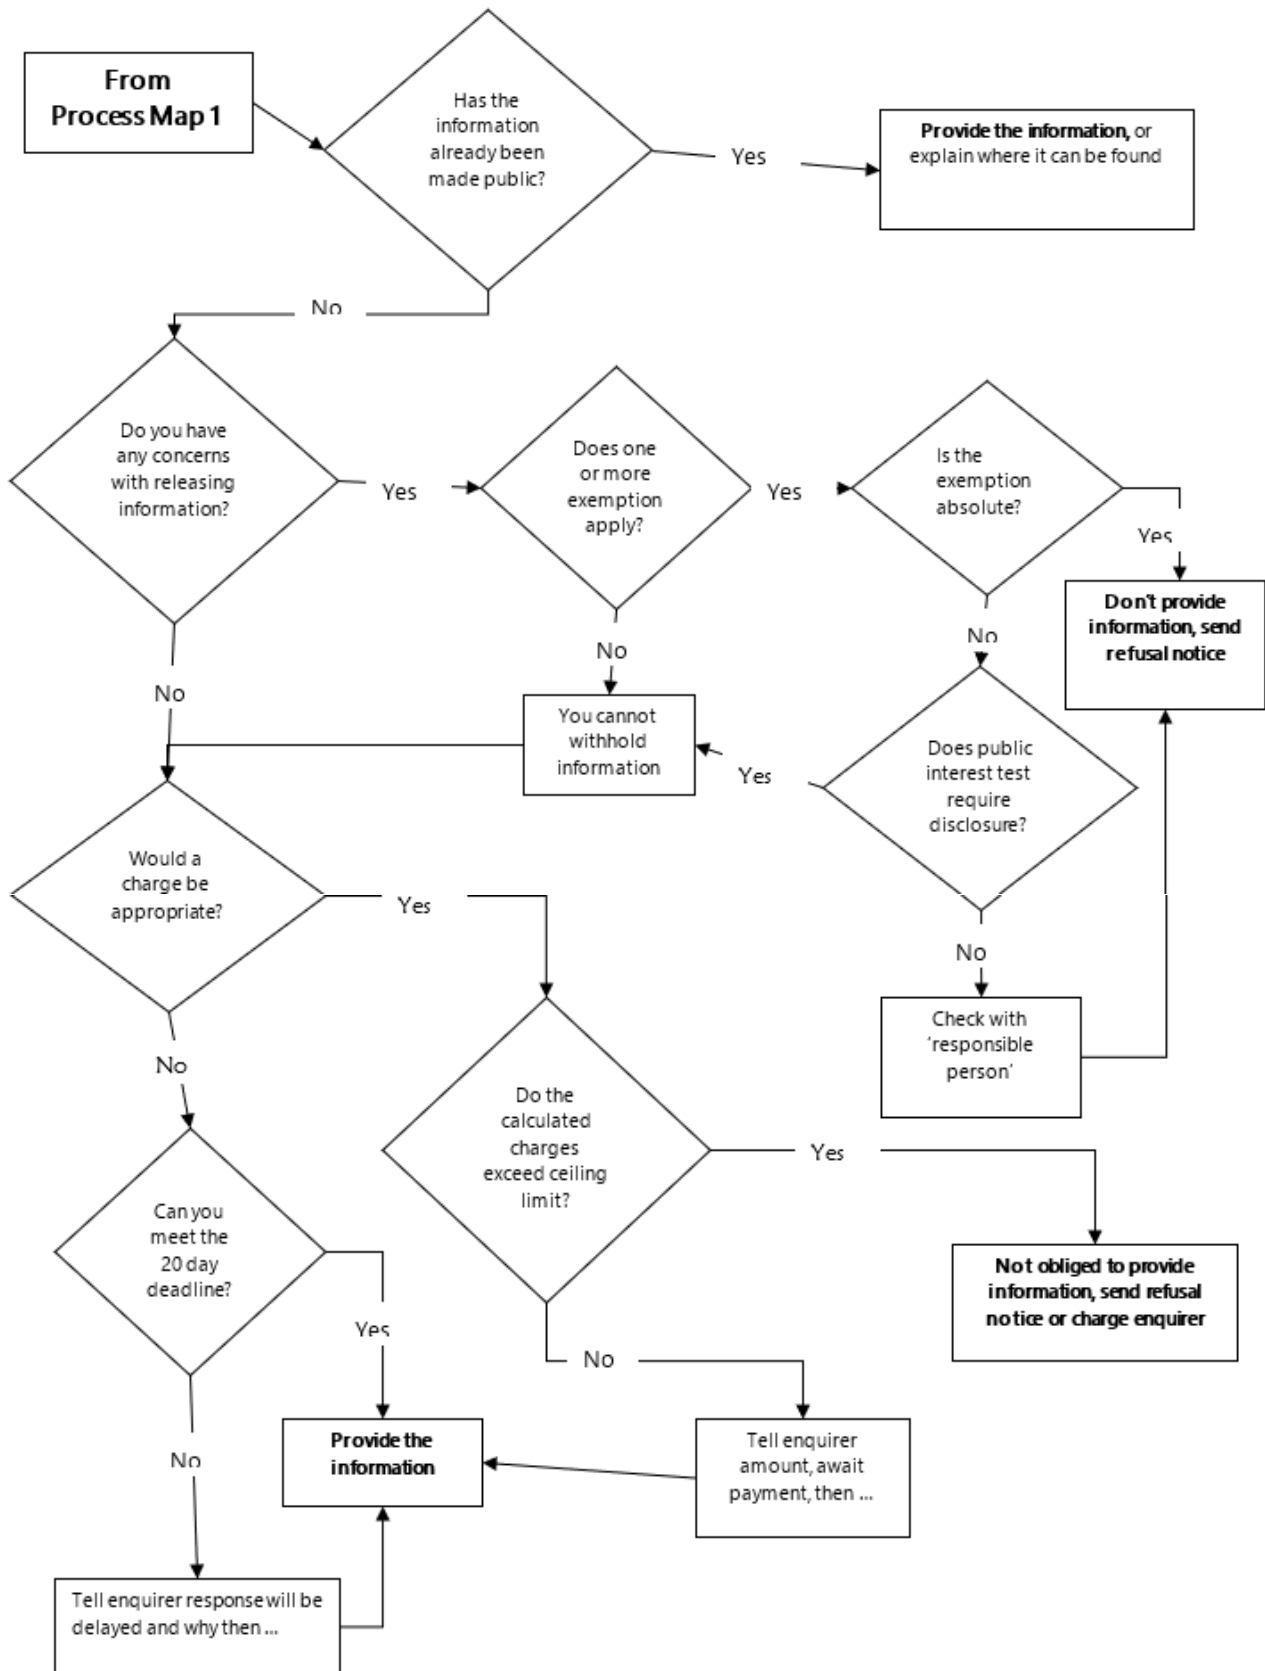 From
Process Map 1
Has the
information
already been
made public?
Yes
Provide the information, or
explain where it can be found
No
Do you have
any concerns
with releasing
information?
Yes
Does one
or more
exemption
apply?
Yes
Is the
exemption
absolute?
Yes
Don't provide
information, send
refusal notice
No
No
No
You cannot
withhold
information
Yes
Does public
interest test
require
disclosure?
Would a
charge be
appropriate?
Yes
No
Check with
‘responsible
person’
No
Do the
calculated
charges
exceed ceiling
limit?
Yes
Can you
meet the
20 day
deadline?
Not obliged to provide
information, send refusal
notice or charge enquirer
Yes
No
No
Provide the
information
Tell enquirer
amount, await
payment, then ...
Tell enquirer response will be
delayed and why then ...